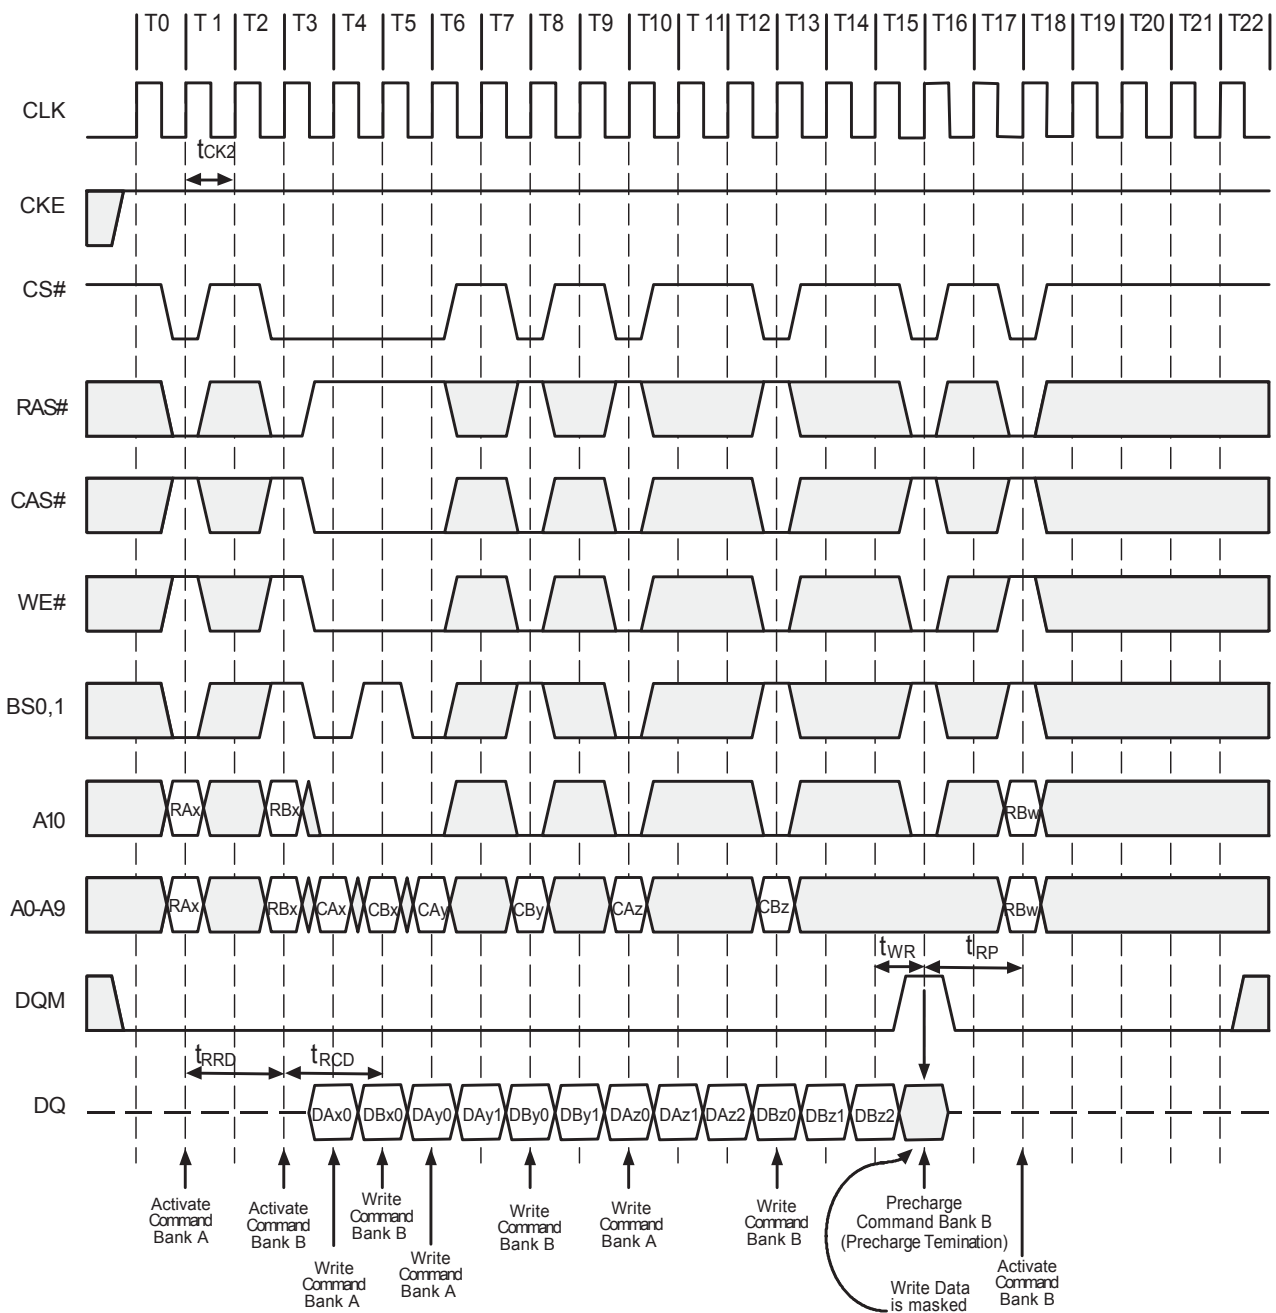 T0 T 1 T2 T3 T4 T5 T6 T7 T8 T9 T10 T 11 T12 T13 T14 T15 T16 T17 T18 T19 T20 T21 T22
CLK
tCK2
CKE
CS#
RAS#
CAS#
WE#
BS0,1
A10
RAx RBx RBw
A0-A9
RAx RBx CAx CBx CAy CBy CAz CBz RBw
tWR tRP
DQM
tRRD tRCD
DQ
DAx0 DBx0 DAy0 DAy1 DBy0 DBy1 DAz0 DAz1 DAz2 DBz0 DBz1 DBz2
Activate
Command
Bank A
Activate
Command
Bank B
Write
Command
Bank A
Write
Command
Bank B
Write
Command
Bank A
Write
Command
Bank B
Write
Command
Bank A
Write
Command
Bank B
Precharge
Command Bank B
(Precharge Temination)
Write Data
is masked
Activate
Command
Bank B